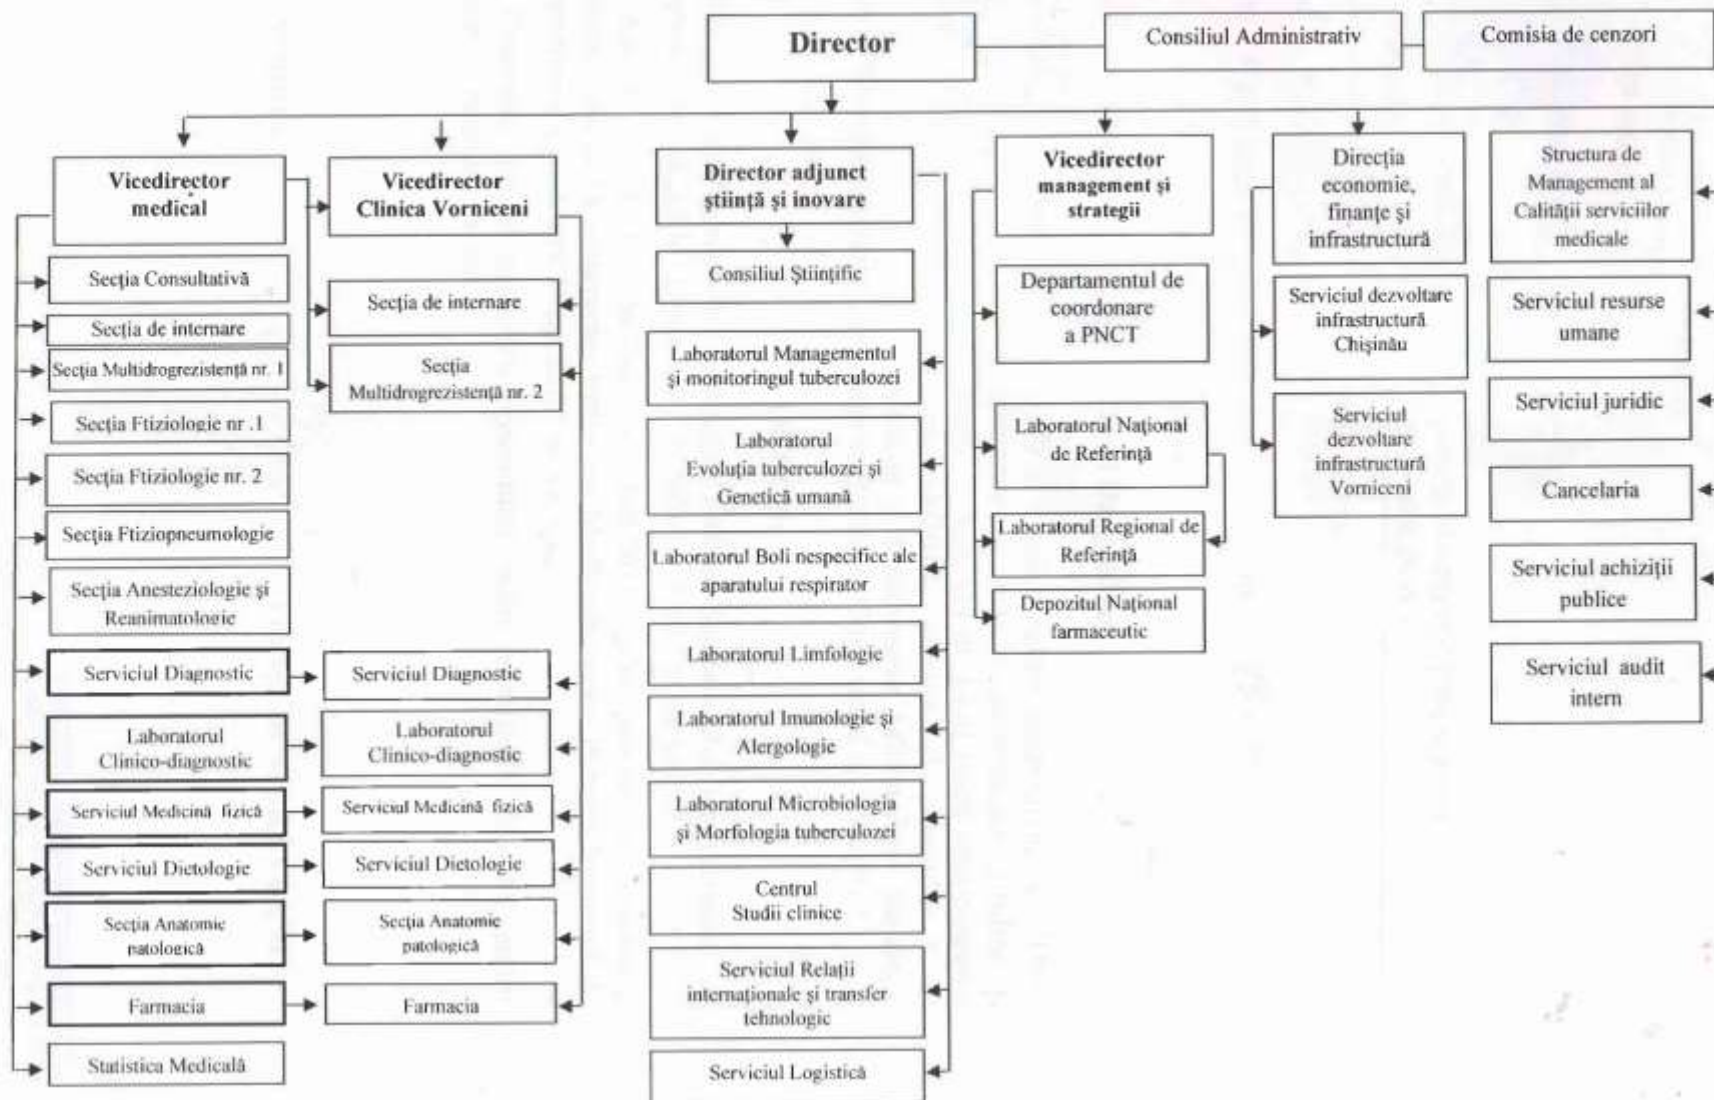 Director
Consiliul Administrativ
Comisia de cenzori
Vicedirector
medical
Secția Consultativă
Secția de internare
Secția Multidrogrezistență nr. 1
Secția Ftiziologie nr .1
Secția Ftiziologie nr. 2
Secția Ftiziopneumologie
Secția Anesteziologie și
Reanimatologie
Serviciul Diagnostic
Laboratorul
Clinico-diagnostic
Serviciul Medicină fizică
Serviciul Dietologie
Secția Anatomie
patologică
Farmacia
Statistica Medicală
Vicedirector
Clinica Vorniceni
Secția de internare
Secția
Multidrogrezistență nr. 2
Serviciul Diagnostic
Laboratorul
Clinico-diagnostic
Serviciul Medicină fizică
Serviciul Dietologie
Secția Anatomie
patologică
Farmacia
Director adjunct
știință și inovare
Consiliul Științific
Laboratorul Managementul
și monitoringul tuberculozei
Laboratorul
Evoluția tuberculozei și
Genetică umană
Laboratorul Boli nespecifice ale
aparatului respirator
Laboratorul Limfologie
Laboratorul Imunologie și
Alergologie
Laboratorul Microbiologia
și Morfologia tuberculozei
Centrul
Studii clinice
Serviciul Relații
internaționale și transfer
tehnologic
Serviciul Logistică
Vicedirector
management și
strategii
Departamentul de
coordonare
a PNCT
Laboratorul Național
de Referință
Laboratorul Regional de
Referință
Depozitul Național
farmaceutic
Direcția
economie,
finanțe și
infrastructură
Serviciul dezvoltare
infrastructură
Chișinău
Serviciul
dezvoltare
infrastructură
Vorniceni
Structura de
Management al
Calității serviciilor
medicale
Serviciul resurse
umane
Serviciul juridic
Cancelaria
Serviciul achiziții
publice
Serviciul audit
intern